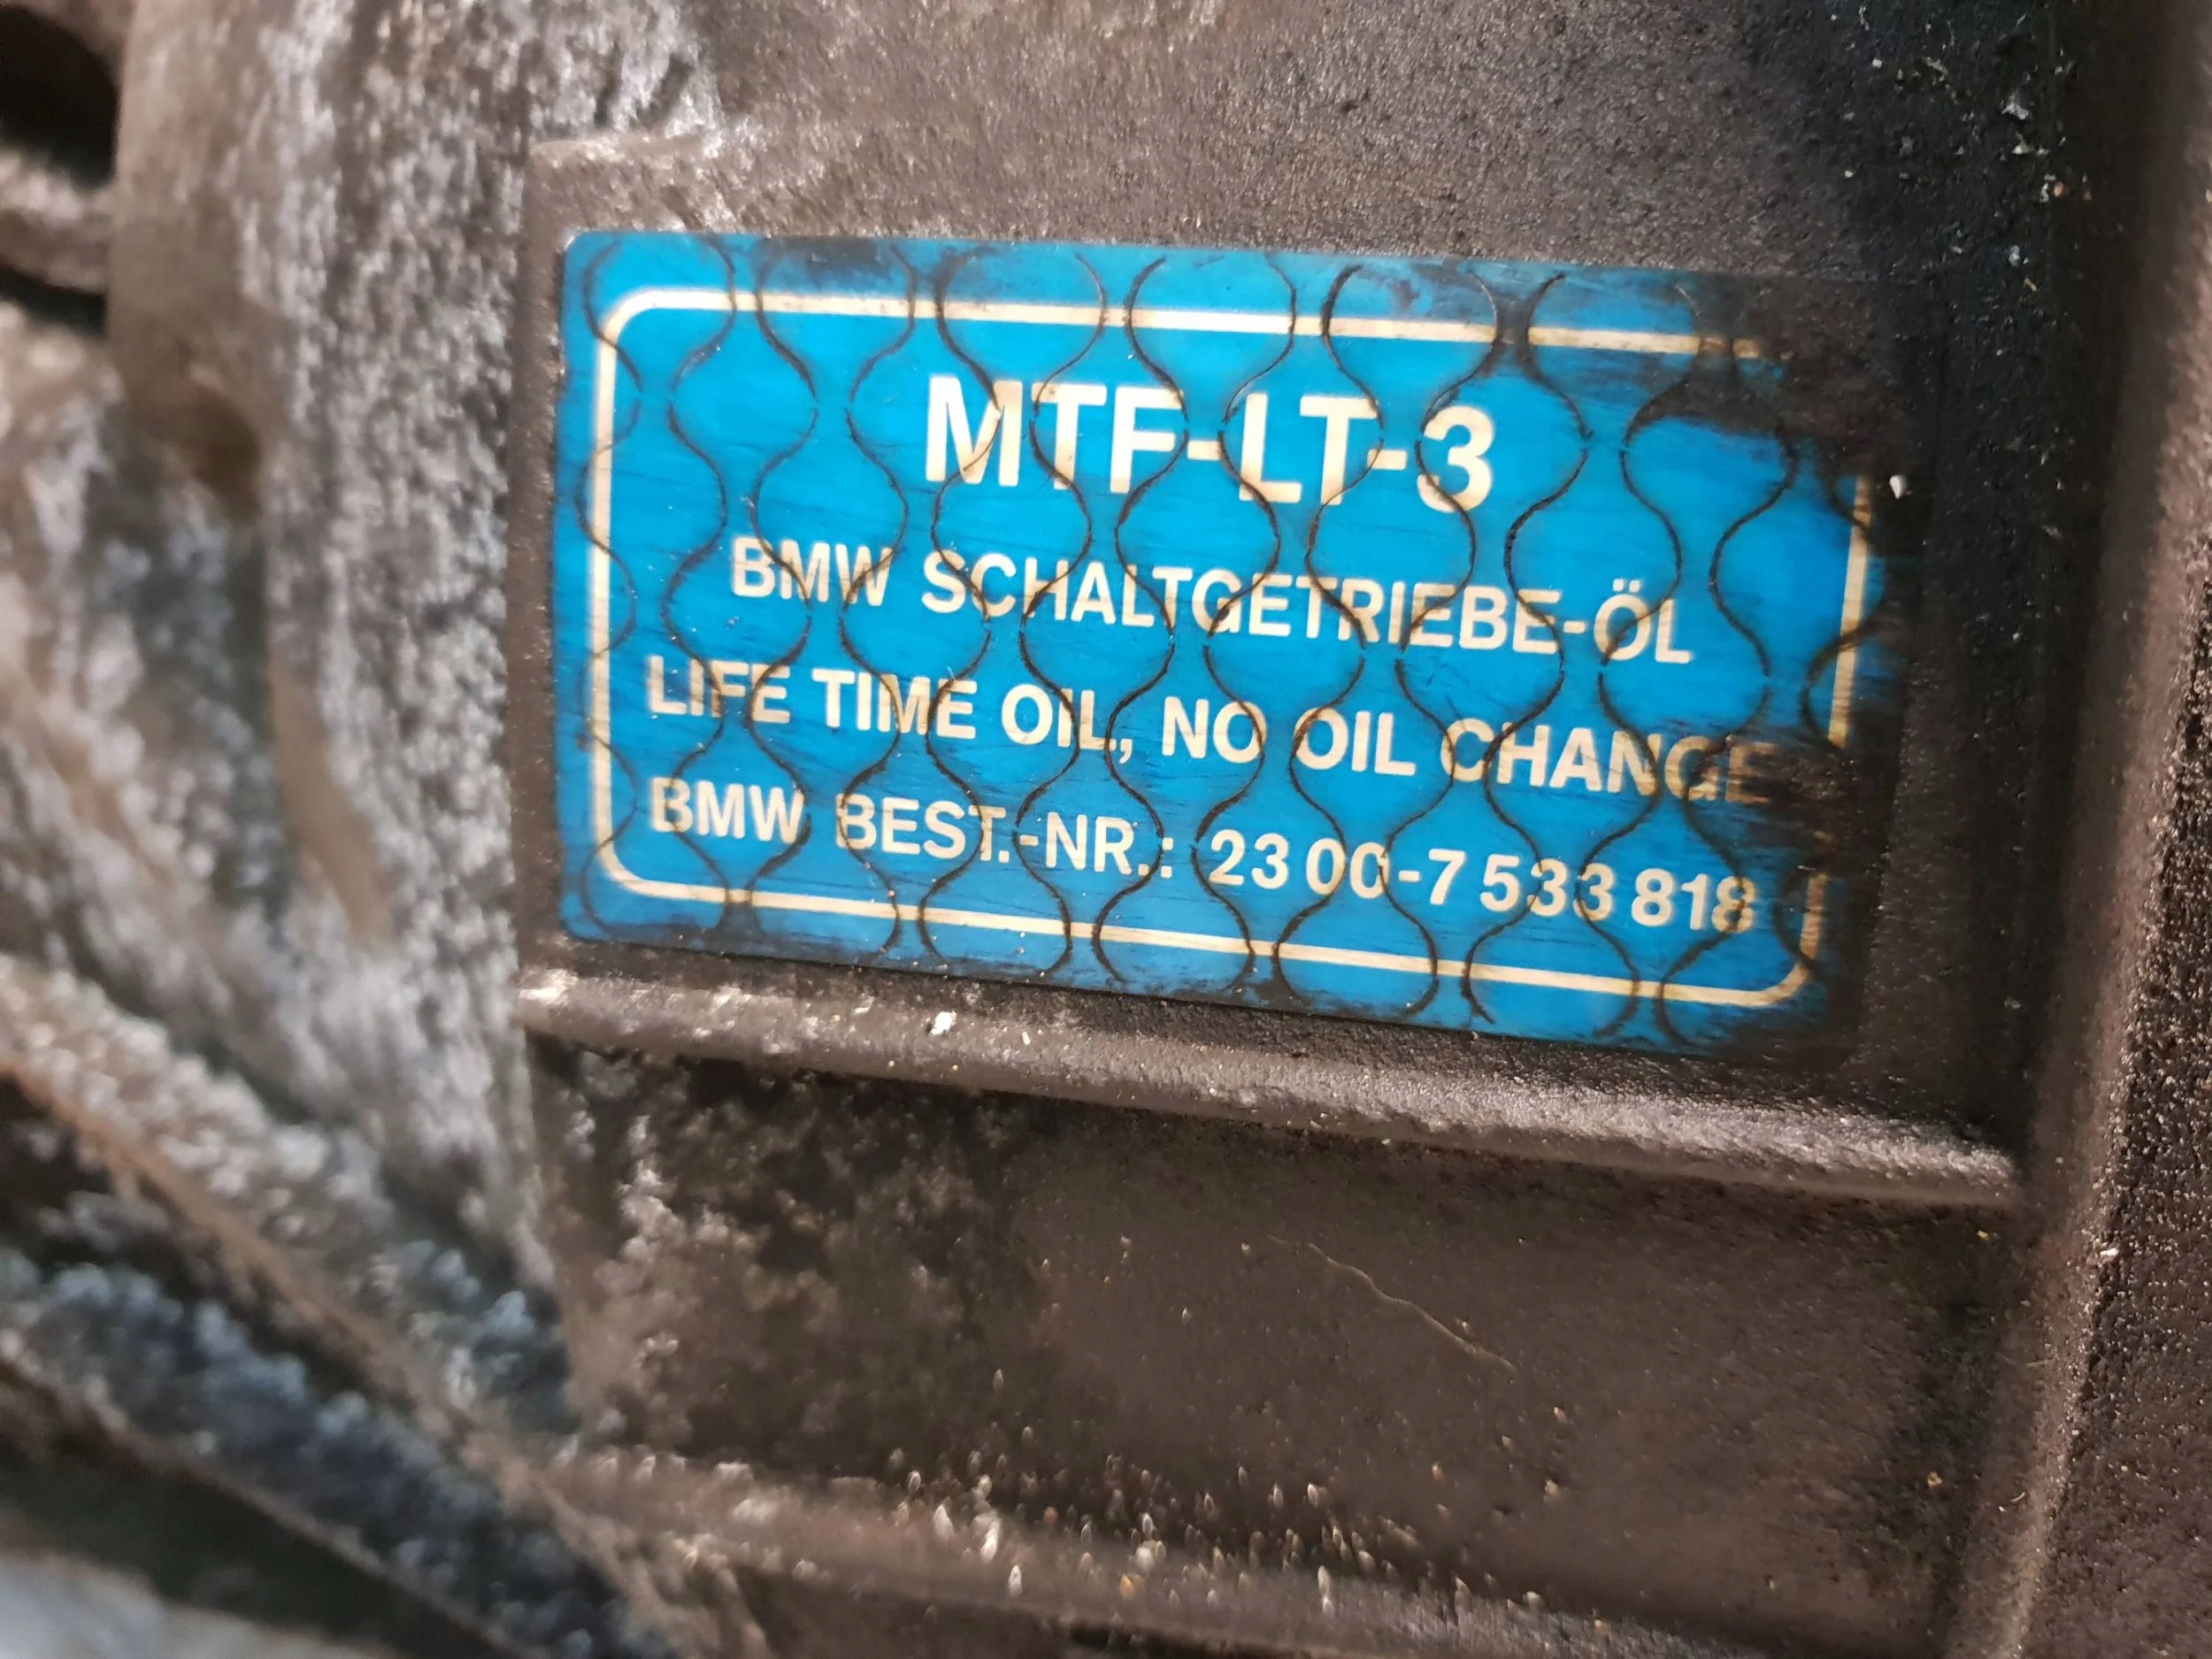 MTF-LT-3
BMW SCHALTGETRIEBE-ÖL
LIFE TIME OIL, NO OIL CHANGE
BMW BEST.-NR.: 23 00-7 533 818